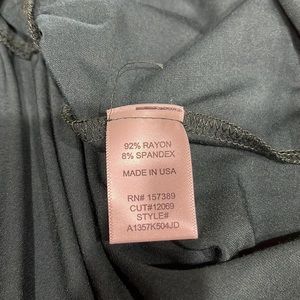 92% RAYON
8% SPANDEX
MADE IN USA
RN# 157389
CUT#12069
STYLE#
A1357K504JD